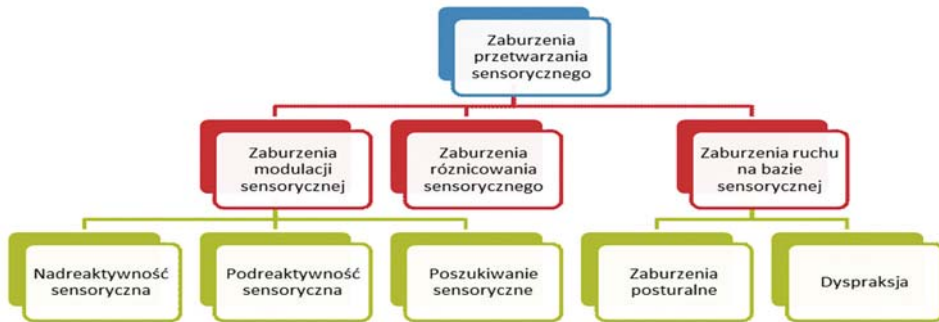 Zaburzenia
przetwarzania
sensorycznego
Zaburzenia
modulacji
sensorycznej
Zaburzenia
róznicowania
sensorycznego
Zaburzenia ruchu
na bazie
sensorycznej
Nadreaktywność
sensoryczna
Podreaktywność
sensoryczna
Poszukiwanie
sensoryczne
Zaburzenia
posturalne
Dyspraksja